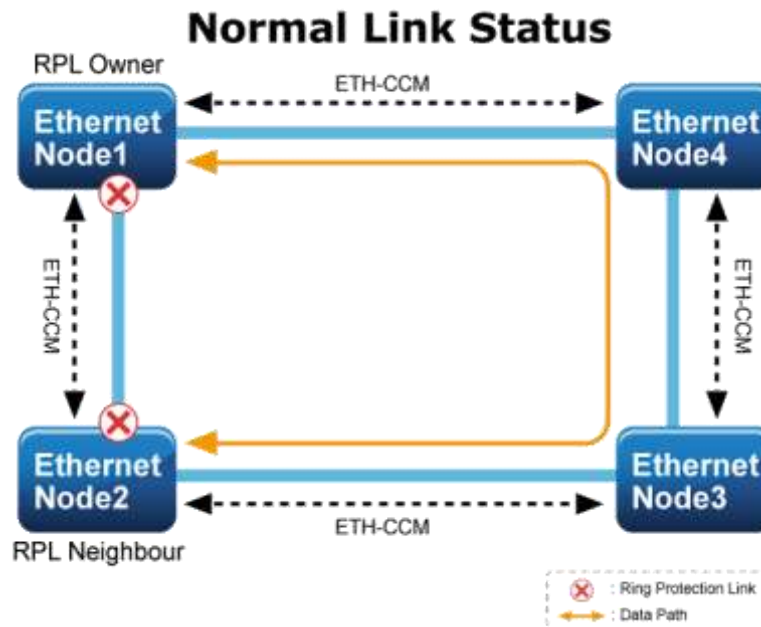 Normal Link Status
RPL Owner
ETH-CCM
Ethernet
Node1
Ethernet
Node4
ETH-CCM
ETH-CCM
Ethernet
Node2
Ethernet
Node3
ETH-CCM
RPL Neighbour
: Ring Protection Link
: Data Path